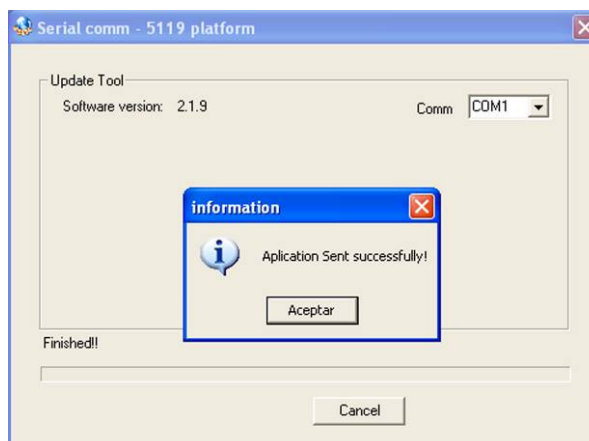 Serial comm - 5119 platform
Update Tool
Software version: 2.1.9 Comm COM1
information
Aplication Sent successfully!
Aceptar
Finished!!
Cancel